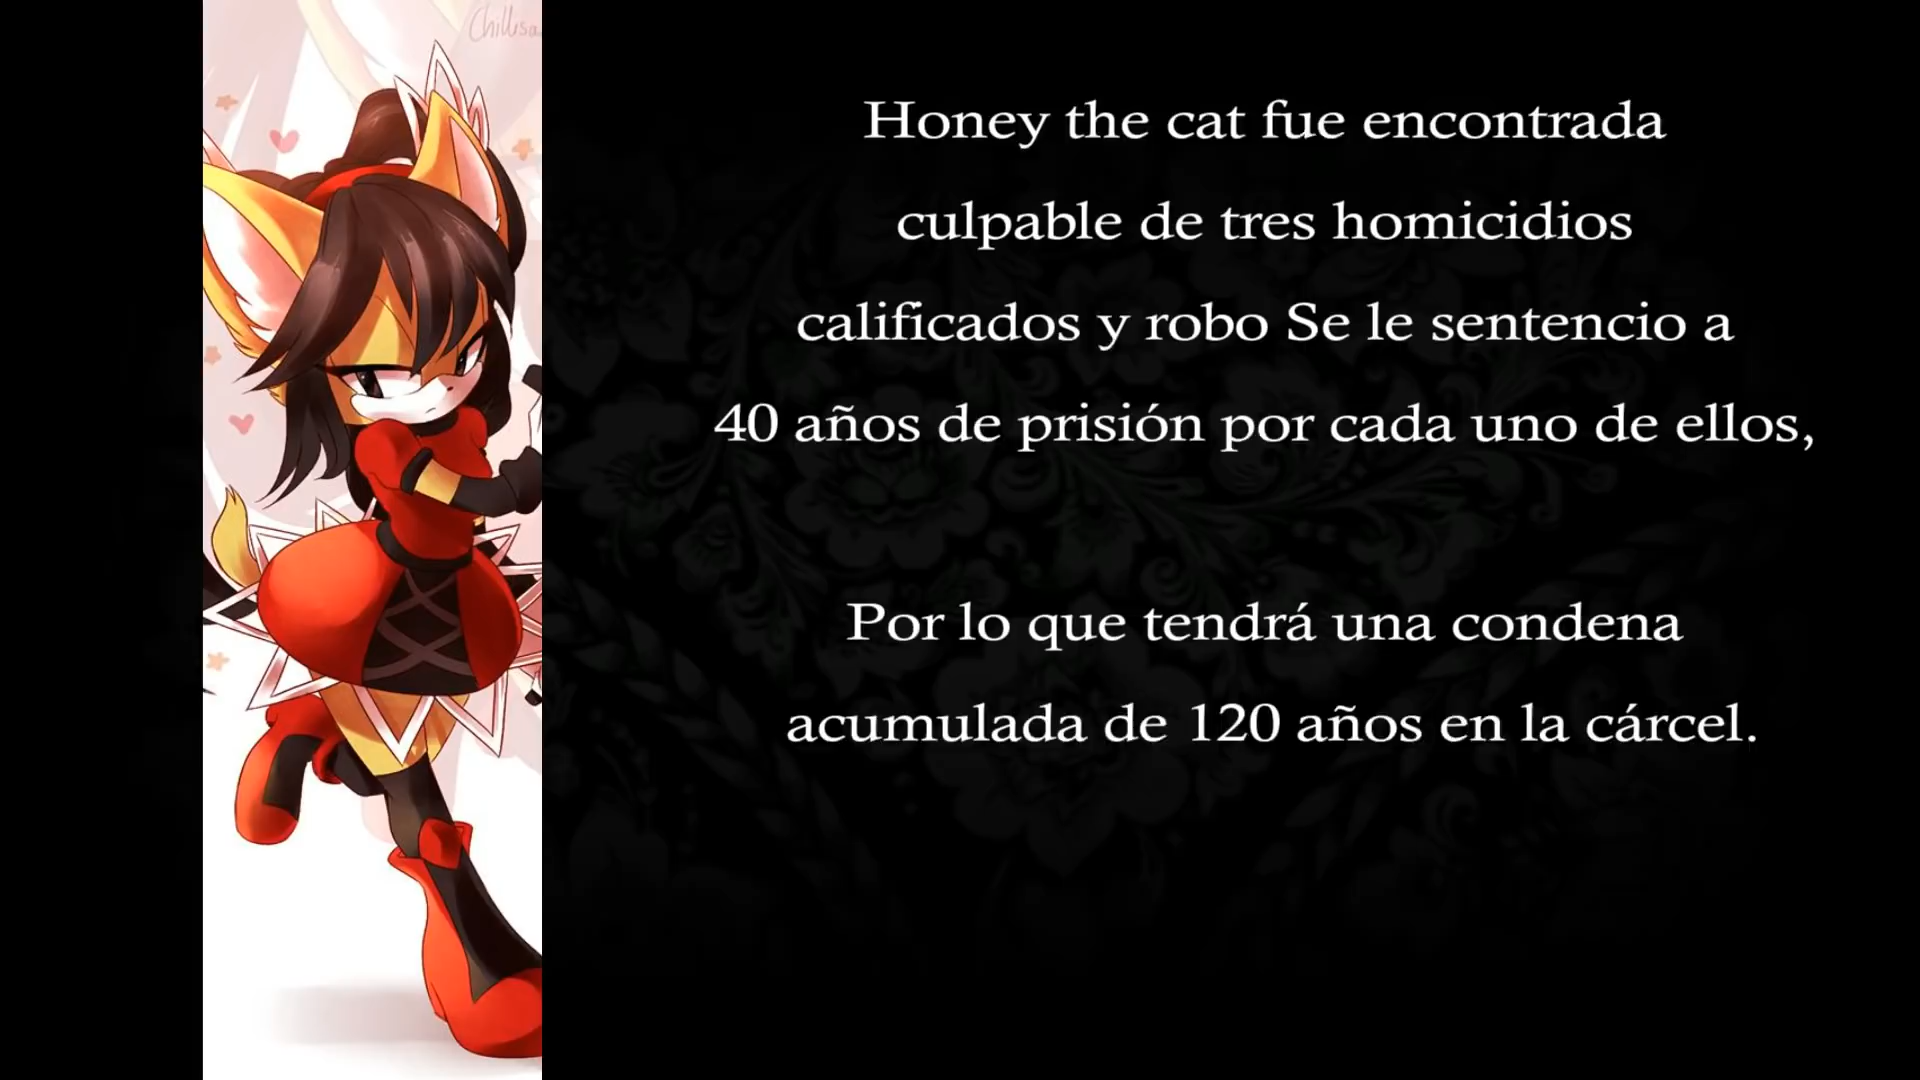 Honey the cat fue encontrada
culpable de tres homicidios
calificados y robo Se le sentencio a
40 años de prisión por cada uno de ellos,
Por lo que tendrá una condena
acumulada de 120 años en la cárcel.